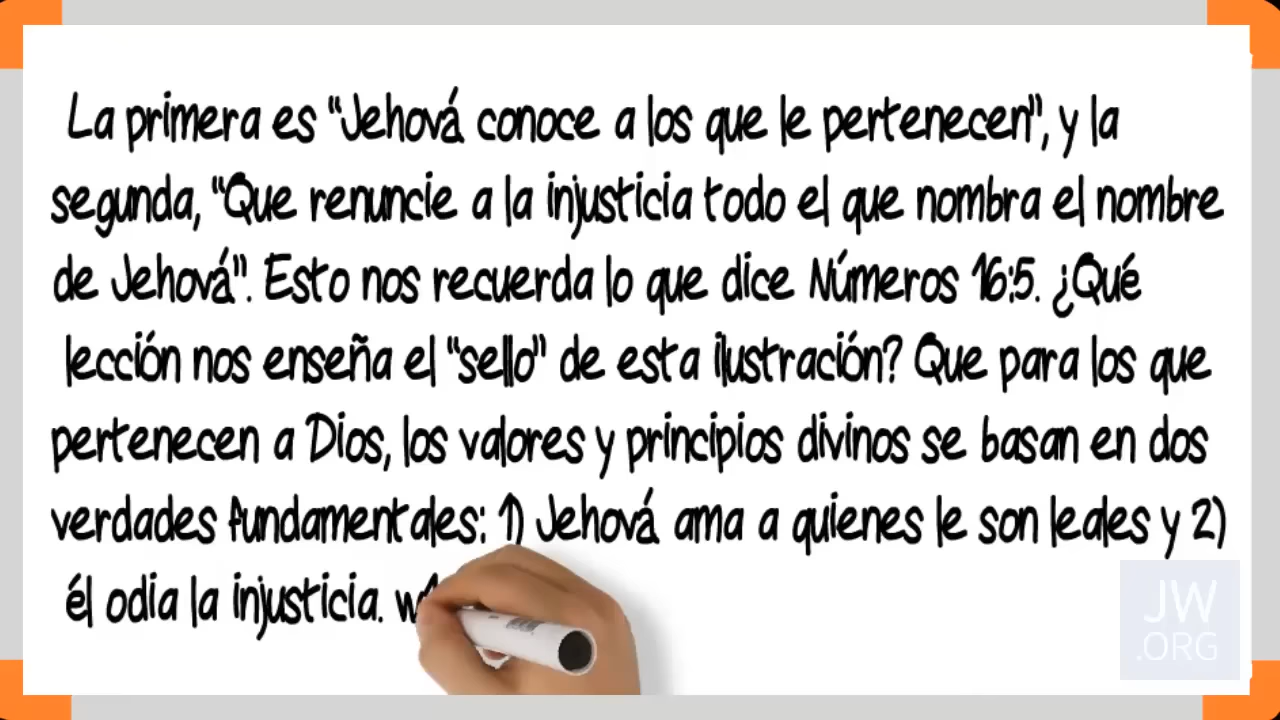 La primera es “Jehová conoce a los que le pertenecen”, y la
segunda, “Que renuncie a la injusticia todo el que nombra el nombre
de Jehová”. Esto nos recuerda lo que dice Números 16:5. ¿Qué
lección nos enseña el “sello” de esta ilustración? Que para los que
pertenecen a Dios, los valores y principios divinos se basan en dos
verdades fundamentales: 1) Jehová ama a quienes le son leales y 2)
él odia la injusticia.
JW
.ORG